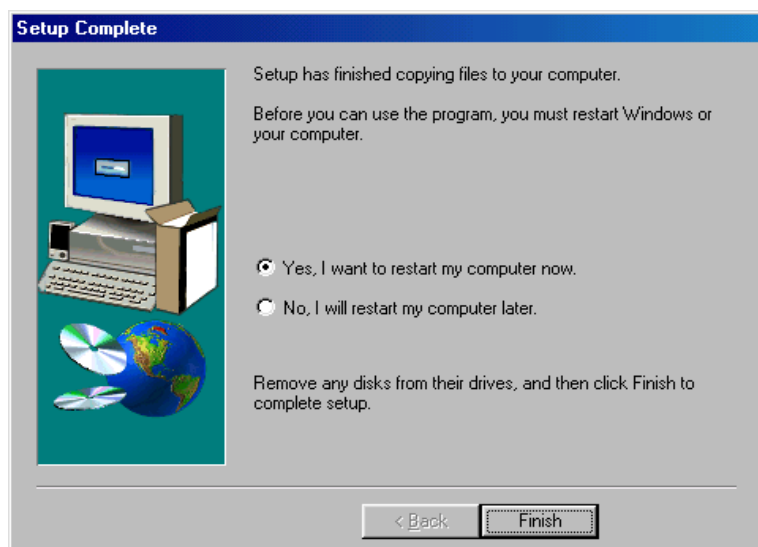 Setup Complete
Setup has finished copying files to your computer.
Before you can use the program, you must restart Windows or
your computer.
Yes, I want to restart my computer now.
No, I will restart my computer later.
Remove any disks from their drives, and then click Finish to
complete setup.
< Back
Finish